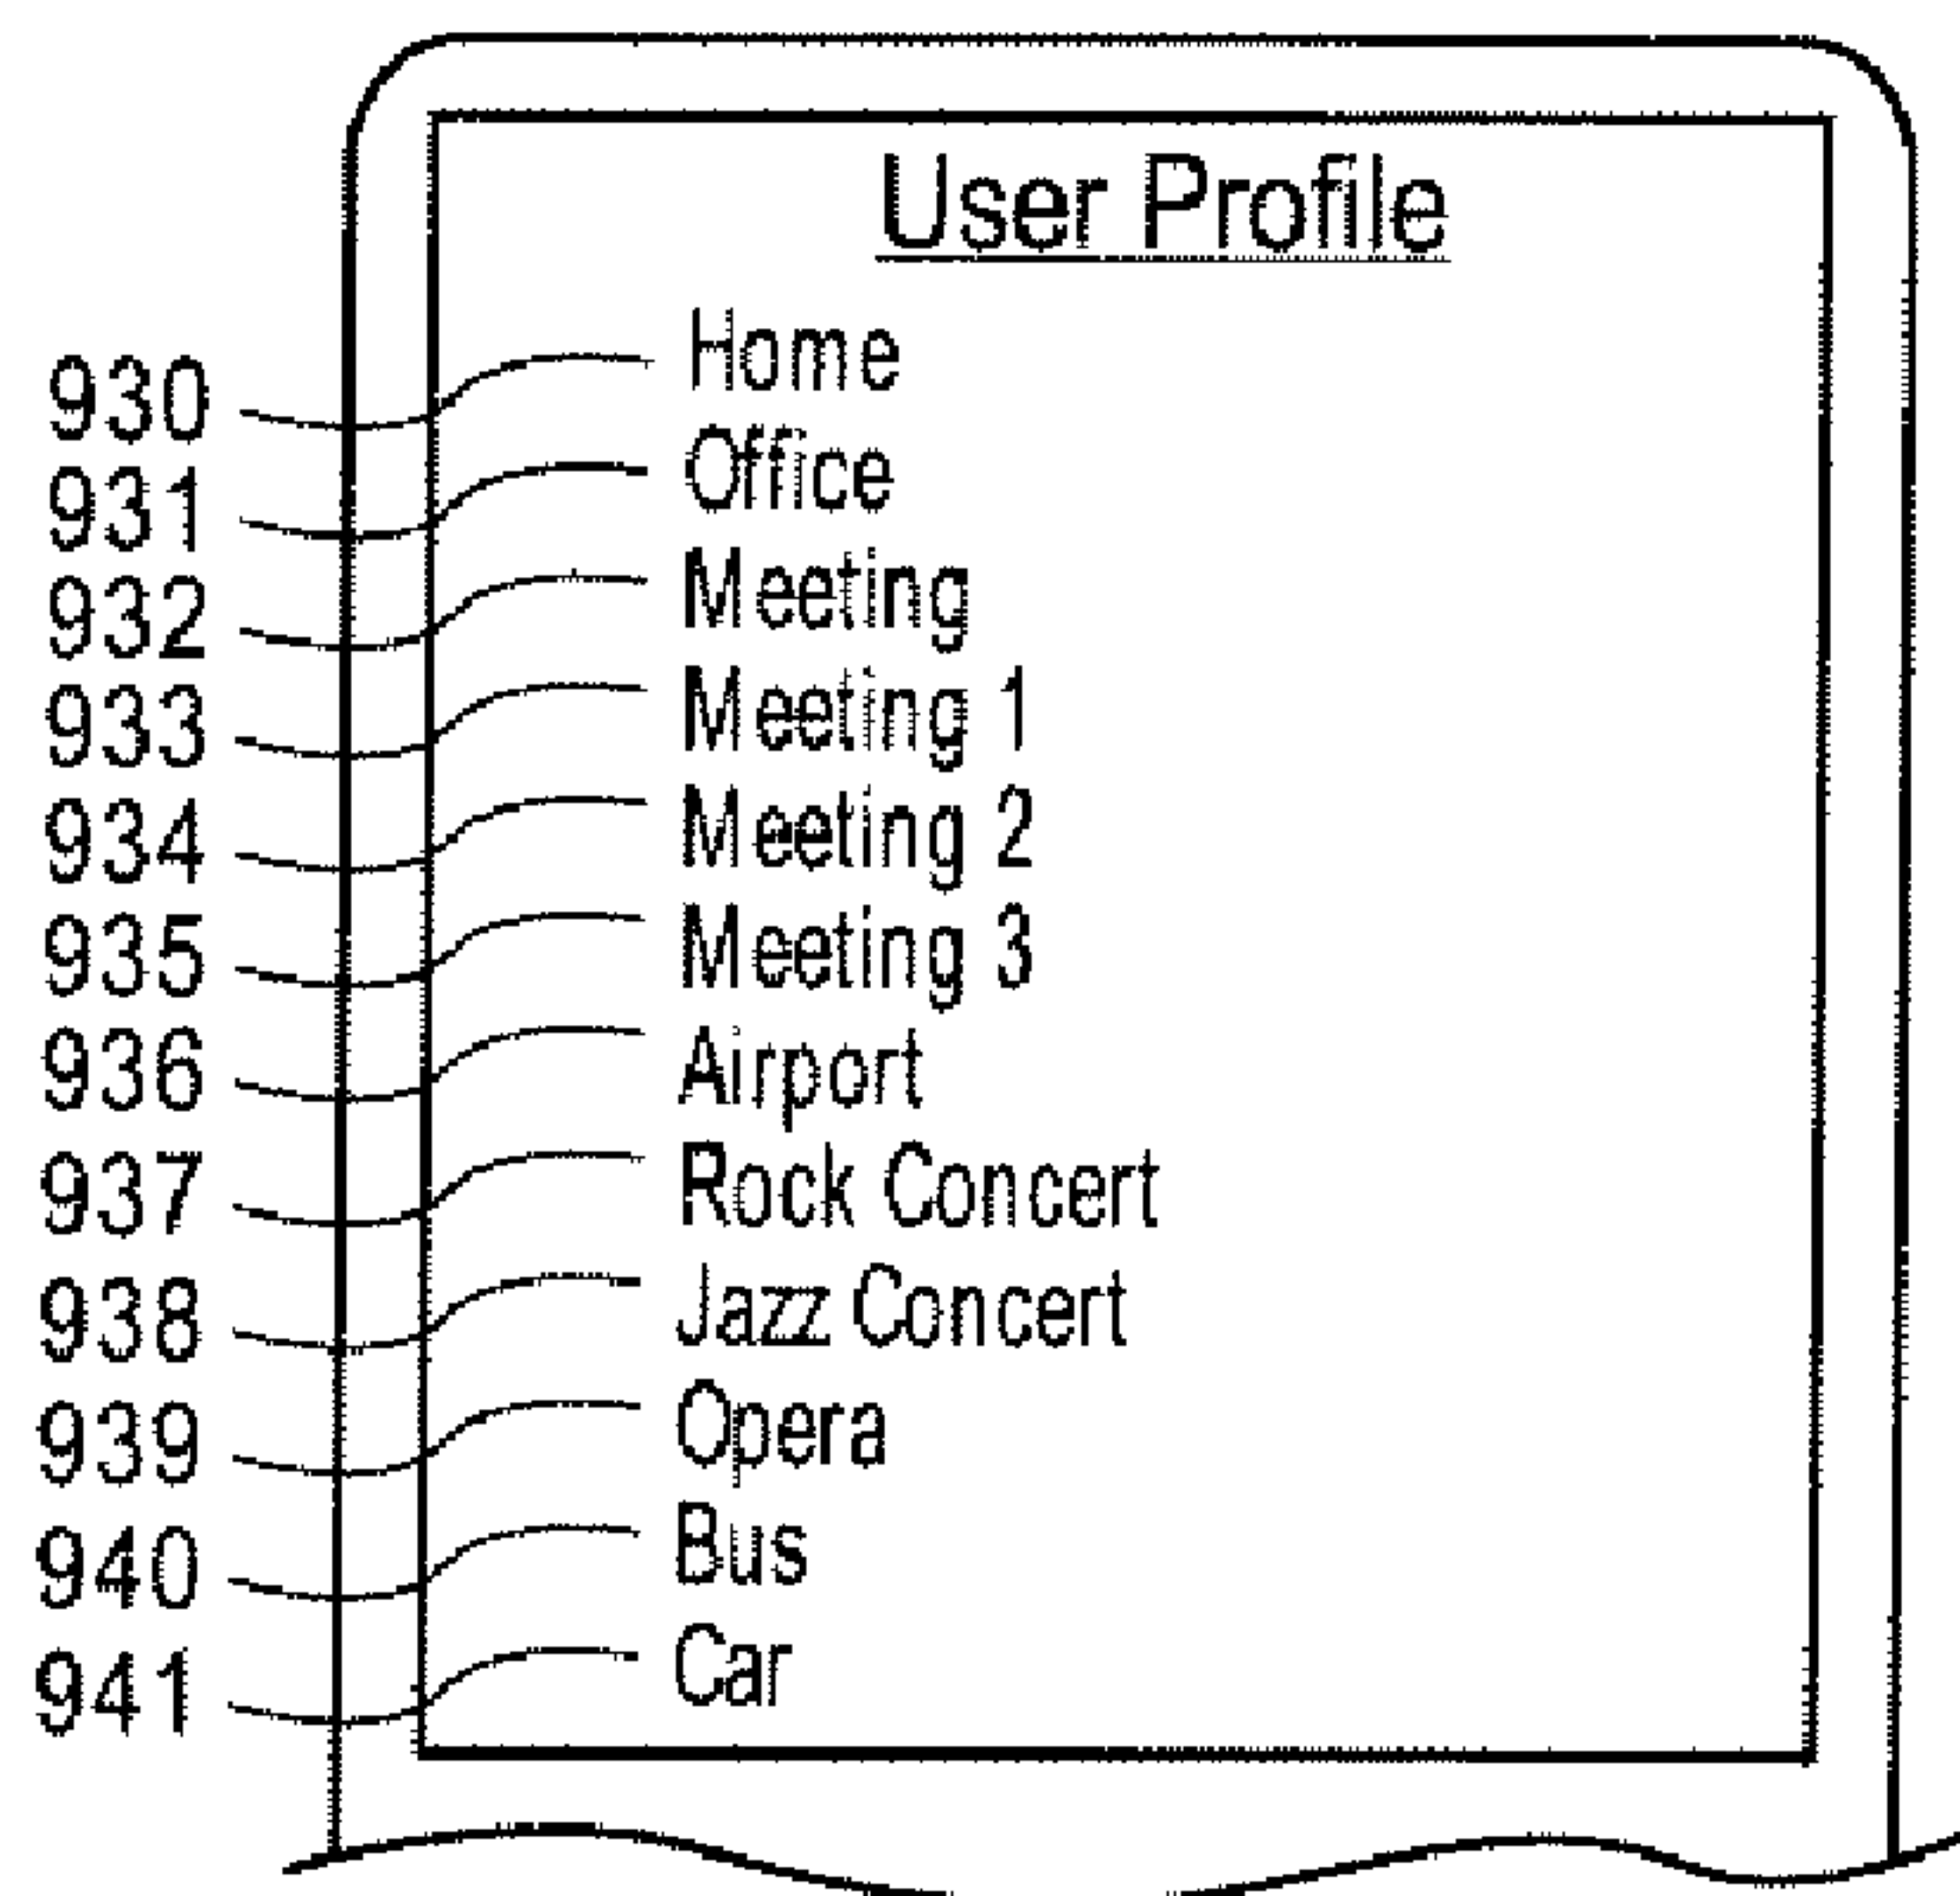 User Profile
930 Home
931 Office
932 Meeting
933 Meeting 1
934 Meeting 2
935 Meeting 3
936 Airport
937 Rock Concert
938 Jazz Concert
939 Opera
940 Bus
941 Car